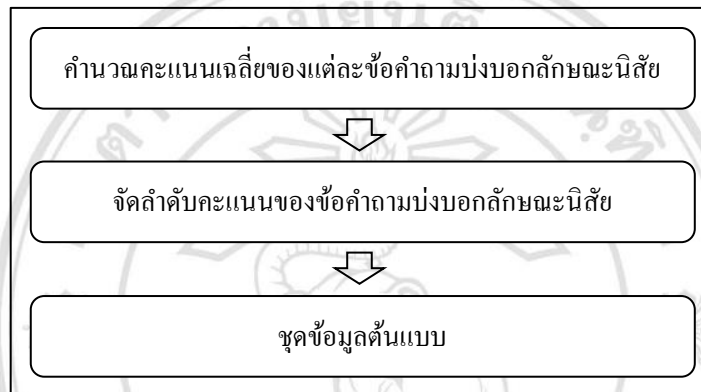 คำนวณคะแนนเฉลี่ยของแต่ละข้อคำถามบ่งบอกลักษณะนิสัย
จัดลำดับคะแนนของข้อคำถามบ่งบอกลักษณะนิสัย
ชุดข้อมูลต้นแบบ